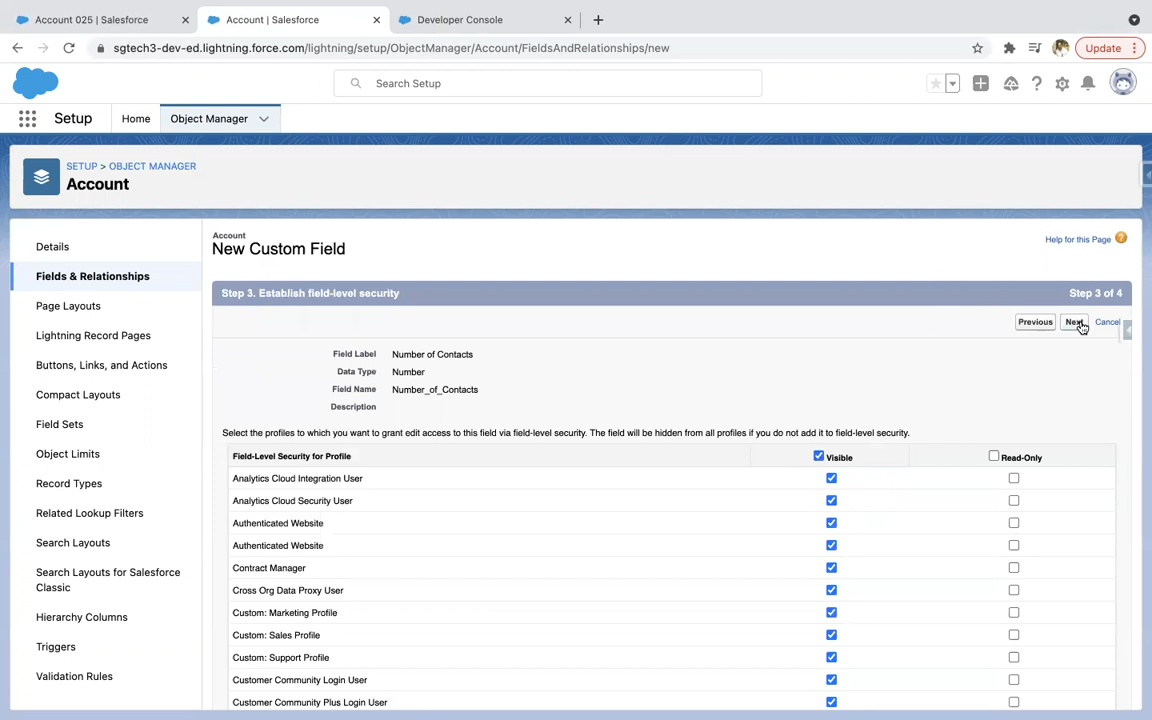 Account 025 | Salesforce
Account | Salesforce
Developer Console
sgtech3-dev-ed.lightning.force.com/lightning/setup/ObjectManager/Account/FieldsAndRelationships/new
Update
Search Setup
Setup
Home
Object Manager
SETUP > OBJECT MANAGER
Account
Details
Fields & Relationships
Page Layouts
Lightning Record Pages
Buttons, Links, and Actions
Compact Layouts
Field Sets
Object Limits
Record Types
Related Lookup Filters
Search Layouts
Search Layouts for Salesforce
Classic
Hierarchy Columns
Triggers
Validation Rules
Account
New Custom Field
Help for this Page
Step 3. Establish field-level security
Step 3 of 4
Previous
Next
Cancel
Field Label Number of Contacts
Data Type Number
Field Name Number_of_Contacts
Description
Select the profiles to which you want to grant edit access to this field via field-level security. The field will be hidden from all profiles if you do not add it to field-level security.
Field-Level Security for Profile Visible Read-Only
Analytics Cloud Integration User
Analytics Cloud Security User
Authenticated Website
Authenticated Website
Contract Manager
Cross Org Data Proxy User
Custom: Marketing Profile
Custom: Sales Profile
Custom: Support Profile
Customer Community Login User
Customer Community Plus Login User